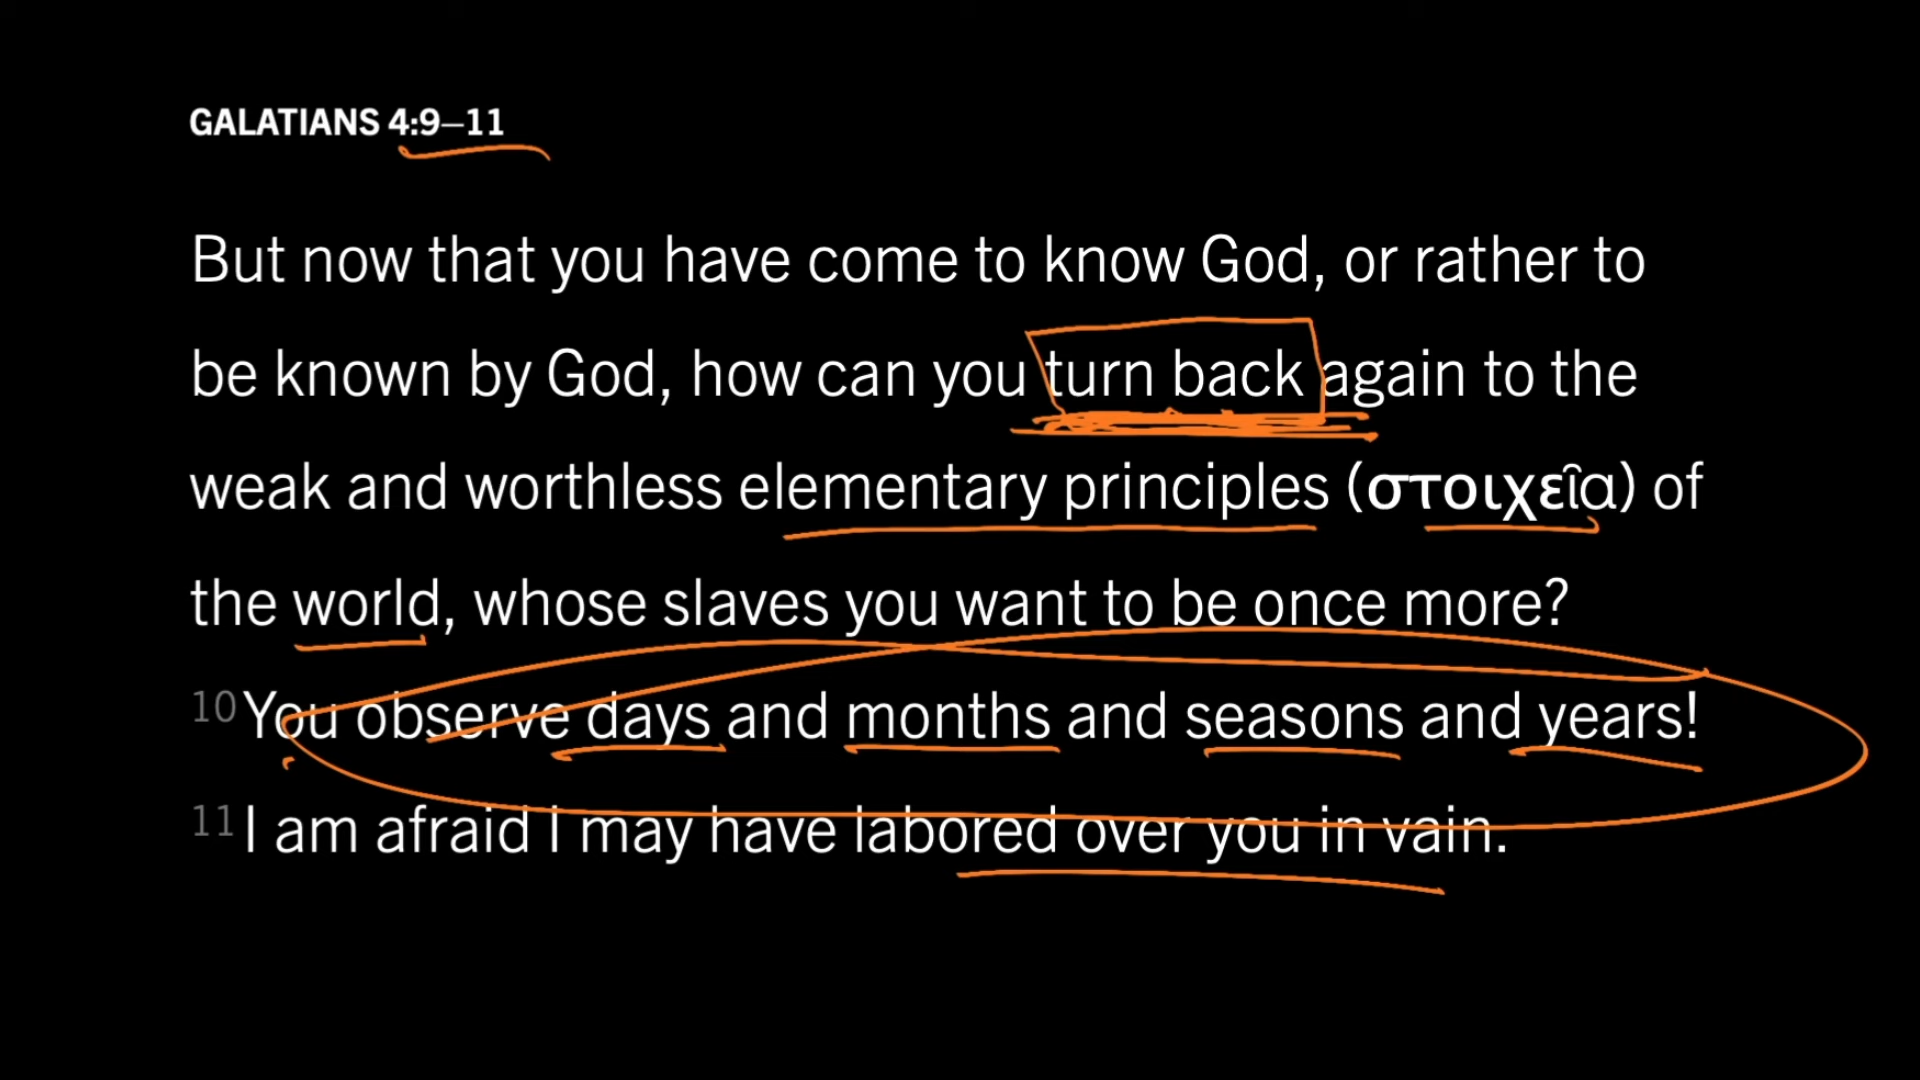 GALATIANS 4:9–11
But now that you have come to know God, or rather to
be known by God, how can you turn back again to the
weak and worthless elementary principles (στοιχεῖα) of
the world, whose slaves you want to be once more?
10 You observe days and months and seasons and years!
11 I am afraid I may have labored over you in vain.